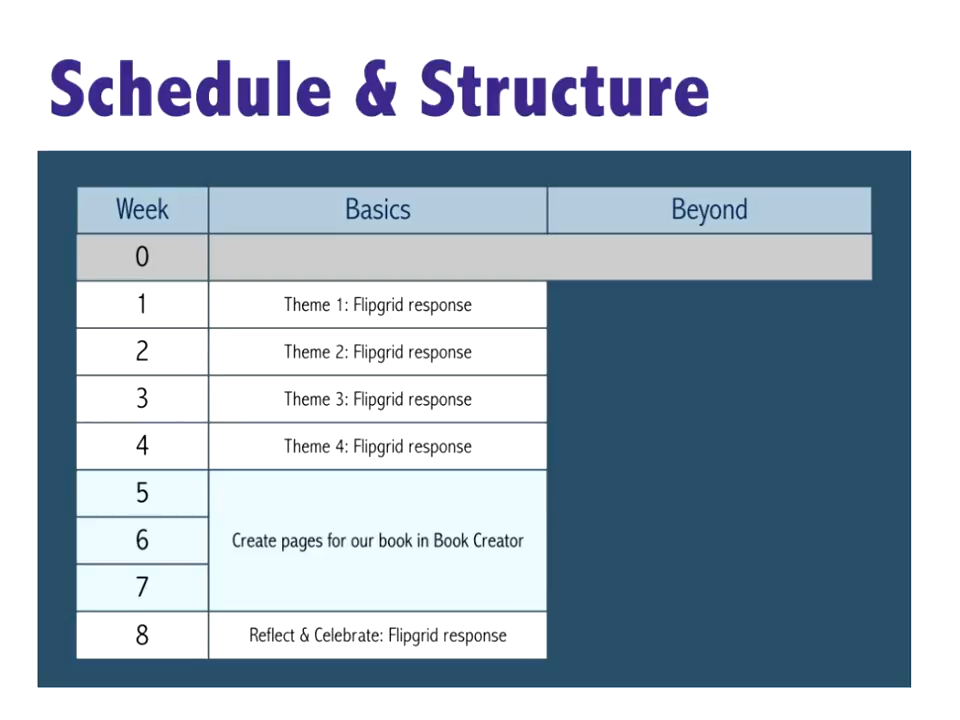 Schedule & Structure
Week Basics Beyond
0
1 Theme 1: Flipgrid response
2 Theme 2: Flipgrid response
3 Theme 3: Flipgrid response
4 Theme 4: Flipgrid response
5
6 Create pages for our book in Book Creator
7
8 Reflect & Celebrate: Flipgrid response